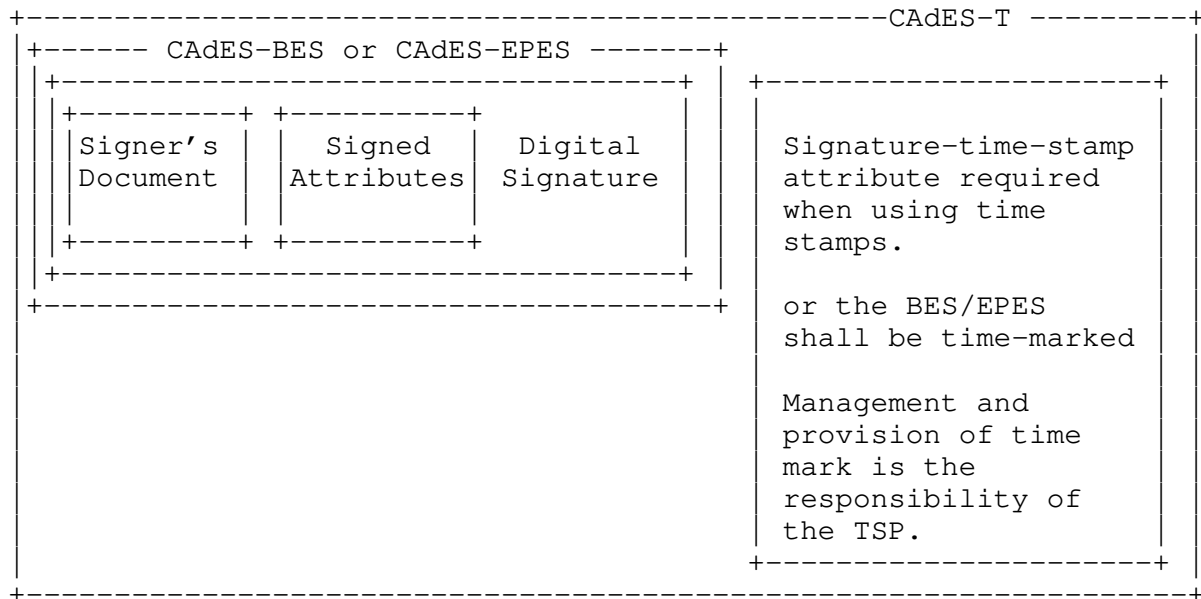 CAdES-T
CAdES-BES or CAdES-EPES
Signer's Signed Digital Signature-time-stamp
Document Attributes Signature attribute required
when using time
stamps.
or the BES/EPES
shall be time-marked
Management and
provision of time
mark is the
responsibility of
the TSP.